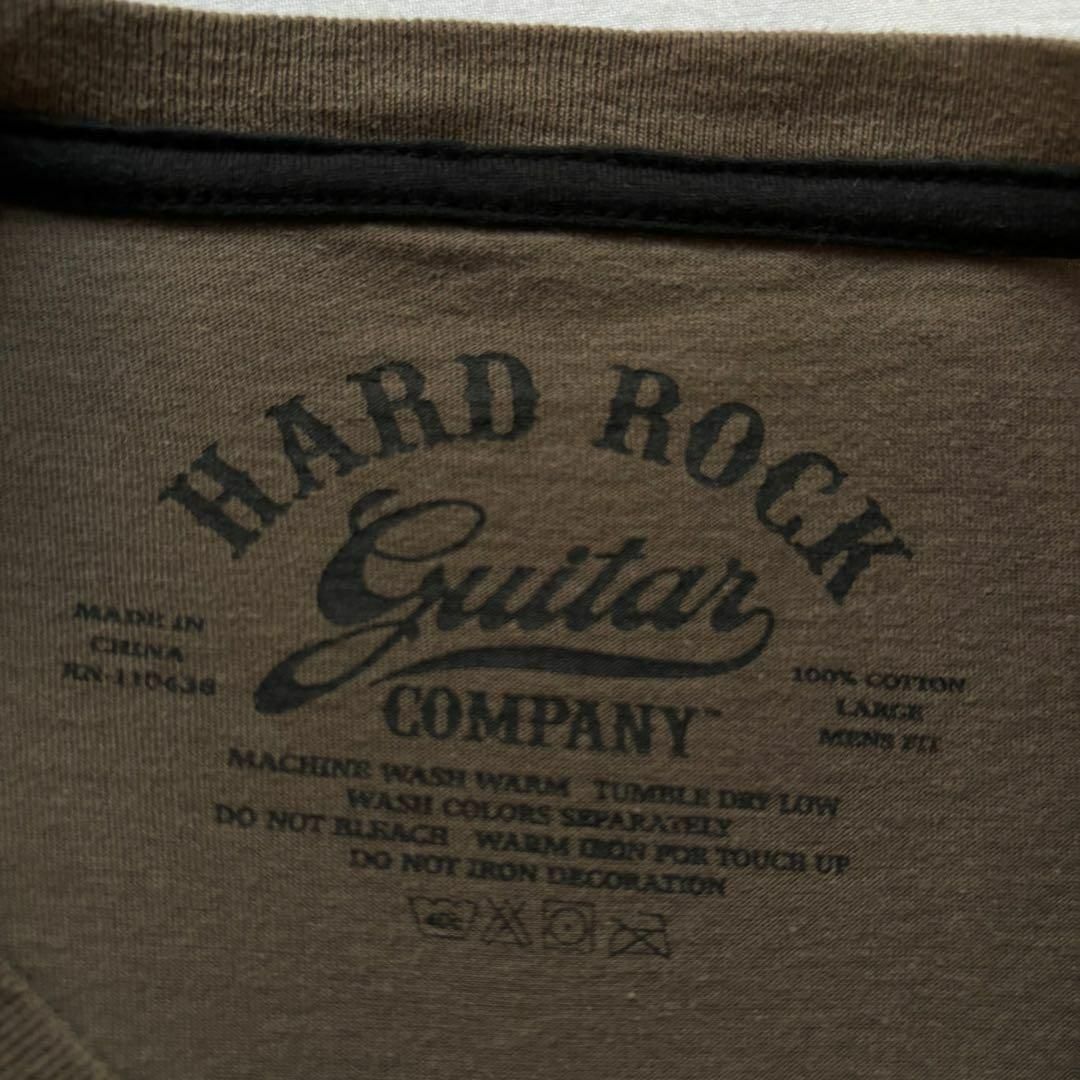 HARD ROCK
Guitar
COMPANY™
MADE IN
CHINA
RN-110438
100% COTTON
LARGE
MENS FIT
MACHINE WASH WARM TUMBLE DRY LOW
WASH COLORS SEPARATELY
DO NOT BLEACH WARM IRON FOR TOUCH UP
DO NOT IRON DECORATION